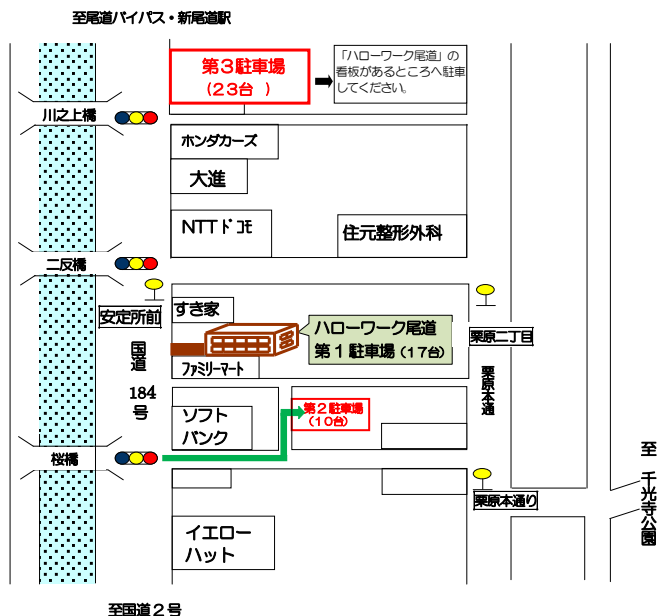 至尾道バイパス・新尾道駅
第3駐車場
(23台 )
「ハローワーク尾道」の
看板があるところへ駐車
してください。
川之上橋
ホンダカーズ
大進
NTTドコモ
住元整形外科
二反橋
安定所前
すき家
ハローワーク尾道
第1駐車場(17台)
栗原二丁目
国道
ファミリーマート
栗原本通
184
号
ソフト
バンク
第2駐車場
(10台)
桜橋
至 千光寺公園
栗原本通り
イエロー
ハット
至国道2号